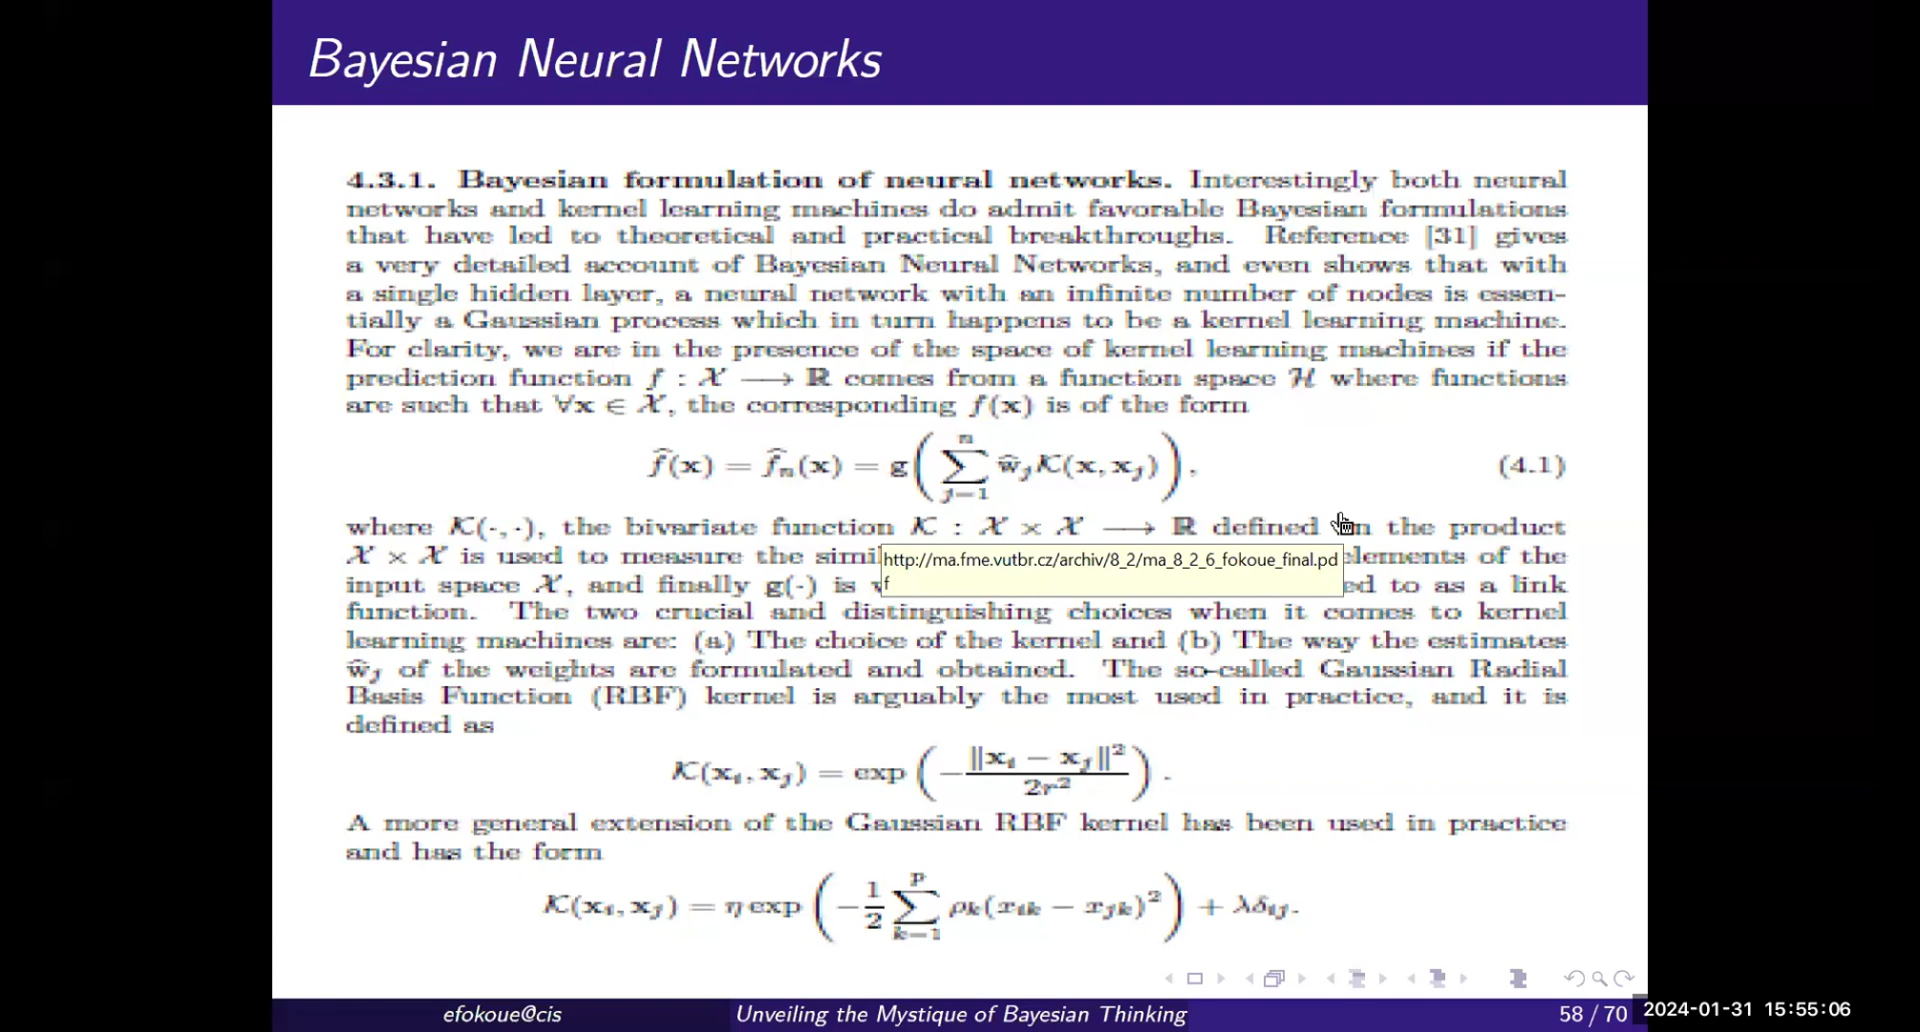 Bayesian Neural Networks
4.3.1. Bayesian formulation of neural networks. Interestingly both neural
networks and kernel learning machines do admit favorable Bayesian formulations
that have led to theoretical and practical breakthroughs. Reference [31] gives
a very detailed account of Bayesian Neural Networks, and even shows that with
a single hidden layer, a neural network with an infinite number of nodes is essen-
tially a Gaussian process which in turn happens to be a kernel learning machine.
For clarity, we are in the presence of the space of kernel learning machines if the
prediction function f : 𝒳 ⟶ ℝ comes from a function space ℋ where functions
are such that ∀x ∈ 𝒳, the corresponding f(x) is of the form
f̂(x) = f̂ₙ(x) = g(∑ⁿⱼ₌₁ ŵⱼ𝒦(x, xⱼ)), (4.1)
where 𝒦(·, ·), the bivariate function 𝒦 : 𝒳 × 𝒳 ⟶ ℝ defined the product
𝒳 × 𝒳 is used to measure the elements of the
http://ma.fme.vutbr.cz/archiv/8_2/ma_8_2_6_fokoue_final.pd
f
input space 𝒳, and finally g(·) is to as a link
function. The two crucial and distinguishing choices when it comes to kernel
learning machines are: (a) The choice of the kernel and (b) The way the estimates
ŵⱼ of the weights are formulated and obtained. The so-called Gaussian Radial
Basis Function (RBF) kernel is arguably the most used in practice, and it is
defined as
𝒦(xᵢ, xⱼ) = exp(−‖xᵢ − xⱼ‖²/2r²).
A more general extension of the Gaussian RBF kernel has been used in practice
and has the form
𝒦(xᵢ, xⱼ) = η exp(−1/2 ∑ᵖₖ₌₁ ρₖ(xᵢₖ − xⱼₖ)²) + λδᵢⱼ.
efokoue@cis Unveiling the Mystique of Bayesian Thinking 58 / 70 2024-01-31 15:55:06